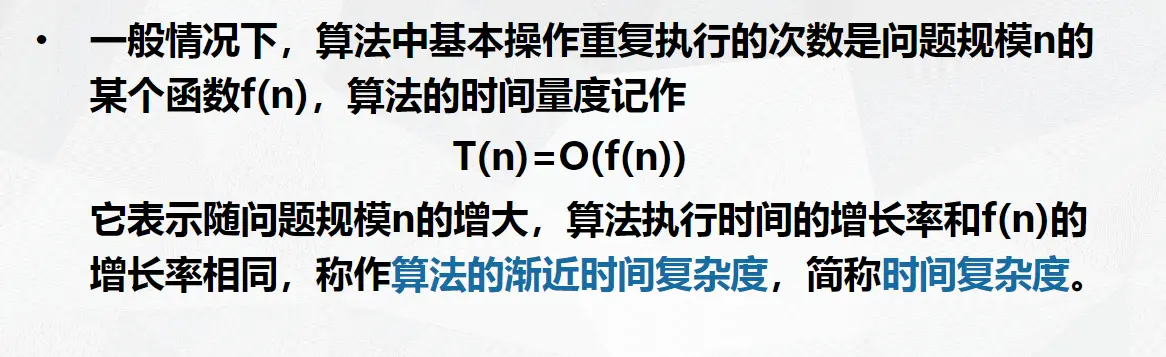 • 一般情况下，算法中基本操作重复执行的次数是问题规模n的
某个函数f(n)，算法的时间量度记作
T(n)=O(f(n))
它表示随问题规模n的增大，算法执行时间的增长率和f(n)的
增长率相同，称作算法的渐近时间复杂度，简称时间复杂度。